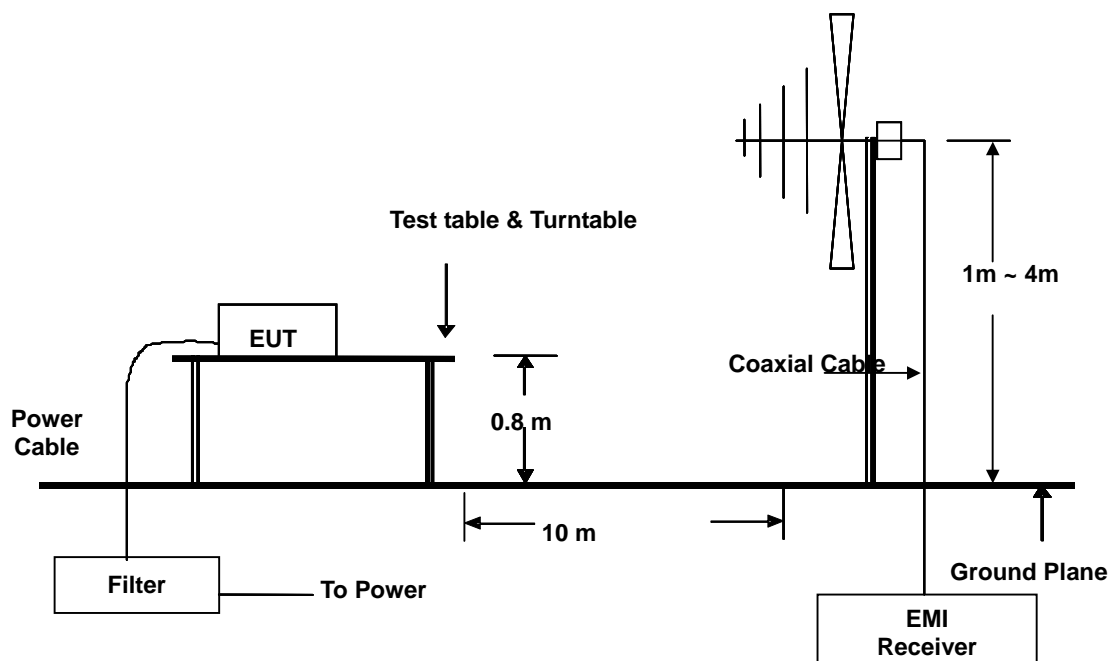 Test table & Turntable
1m ~ 4m
EUT
Coaxial Cable
0.8 m
Power
Cable
10 m
Filter
To Power
Ground Plane
EMI
Receiver